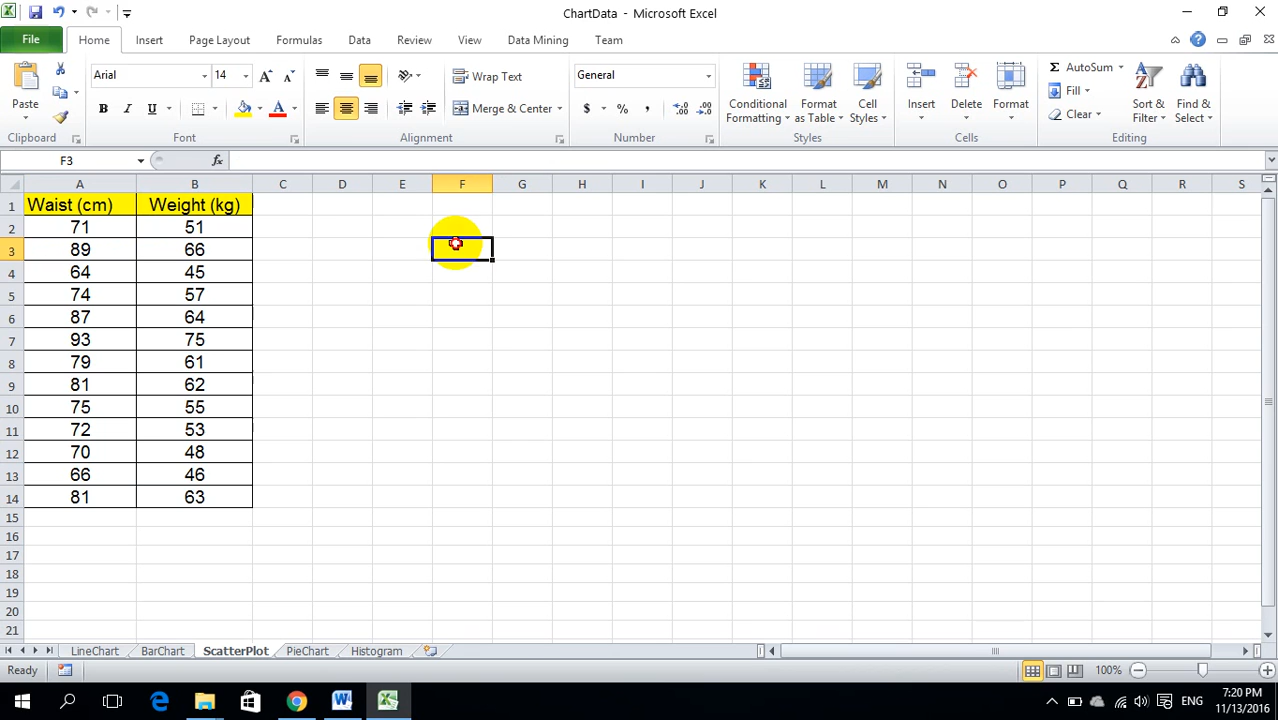 ChartData - Microsoft Excel
File Home Insert Page Layout Formulas Data Review View Data Mining Team
Arial 14 Wrap Text General AutoSum
Paste B I U A Merge & Center $ % , Conditional Formatting Format as Table Cell Styles Insert Delete Format Fill Clear Sort & Filter Find & Select
Clipboard Font Alignment Number Styles Cells Editing
F3 fx
A B C D E F G H I J K L M N O P Q R S
1 Waist (cm) Weight (kg)
2 71 51
3 89 66
4 64 45
5 74 57
6 87 64
7 93 75
8 79 61
9 81 62
10 75 55
11 72 53
12 70 48
13 66 46
14 81 63
15
16
17
18
19
20
21
LineChart BarChart ScatterPlot PieChart Histogram
Ready 100%
ENG 7:20 PM
11/13/2016